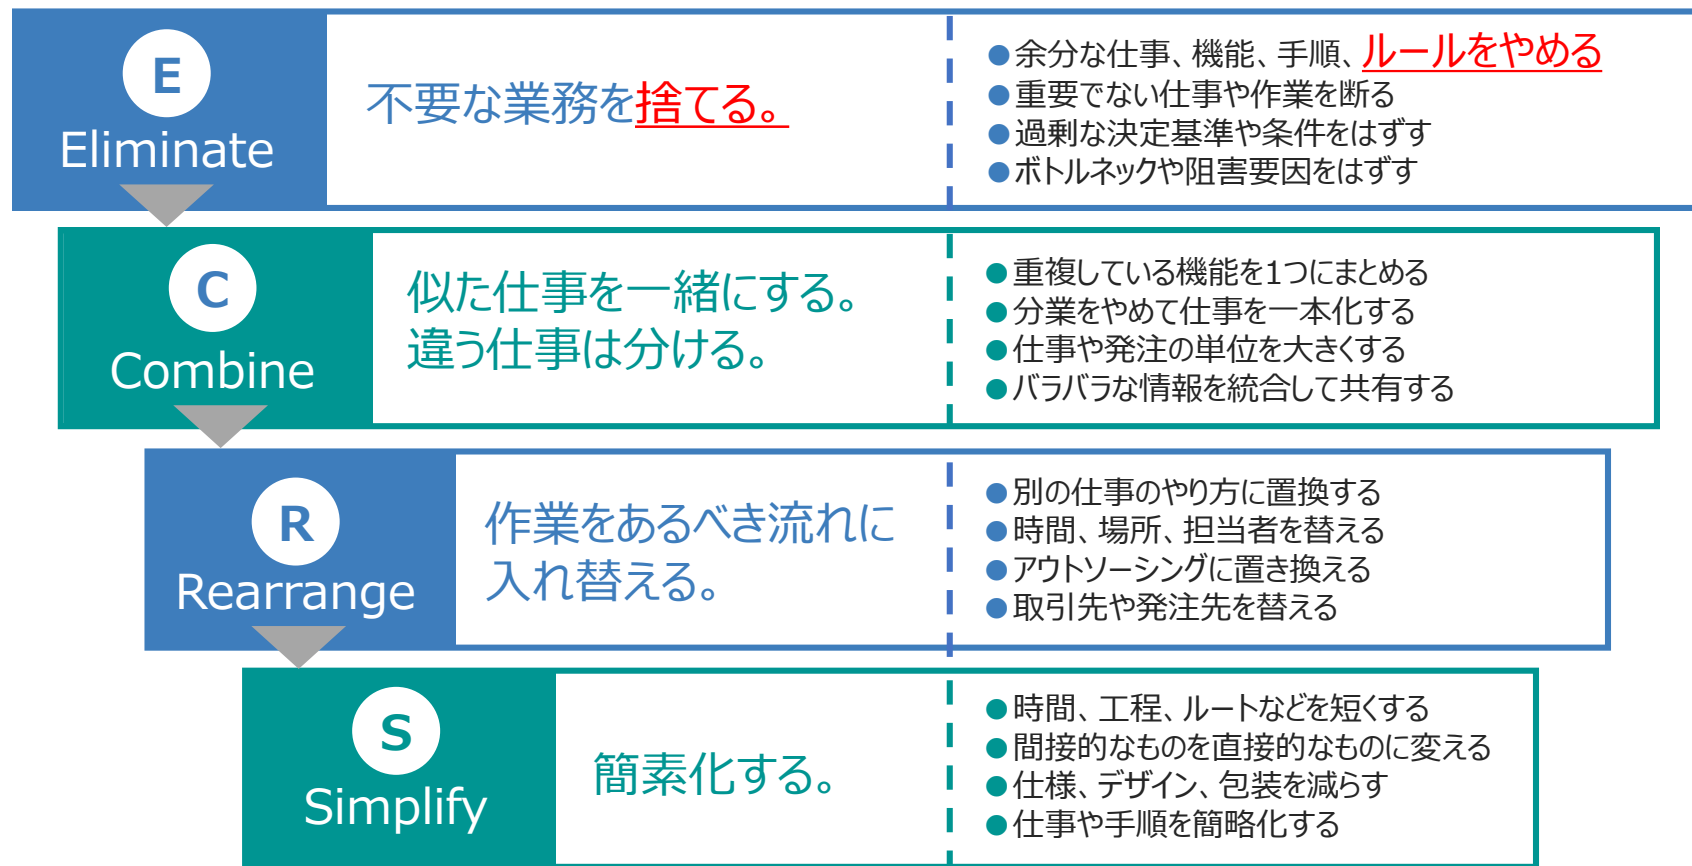 E
Eliminate
不要な業務を捨てる。
●余分な仕事、機能、手順、ルールをやめる
●重要でない仕事や作業を断る
●過剰な決定基準や条件をはずす
●ボトルネックや阻害要因をはずす
C
Combine
似た仕事を一緒にする。
違う仕事は分ける。
●重複している機能を1つにまとめる
●分業をやめて仕事を一本化する
●仕事や発注の単位を大きくする
●バラバラな情報を統合して共有する
R
Rearrange
作業をあるべき流れに
入れ替える。
●別の仕事のやり方に置換する
●時間、場所、担当者を替える
●アウトソーシングに置き換える
●取引先や発注先を替える
S
Simplify
簡素化する。
●時間、工程、ルートなどを短くする
●間接的なものを直接的なものに変える
●仕様、デザイン、包装を減らす
●仕事や手順を簡略化する